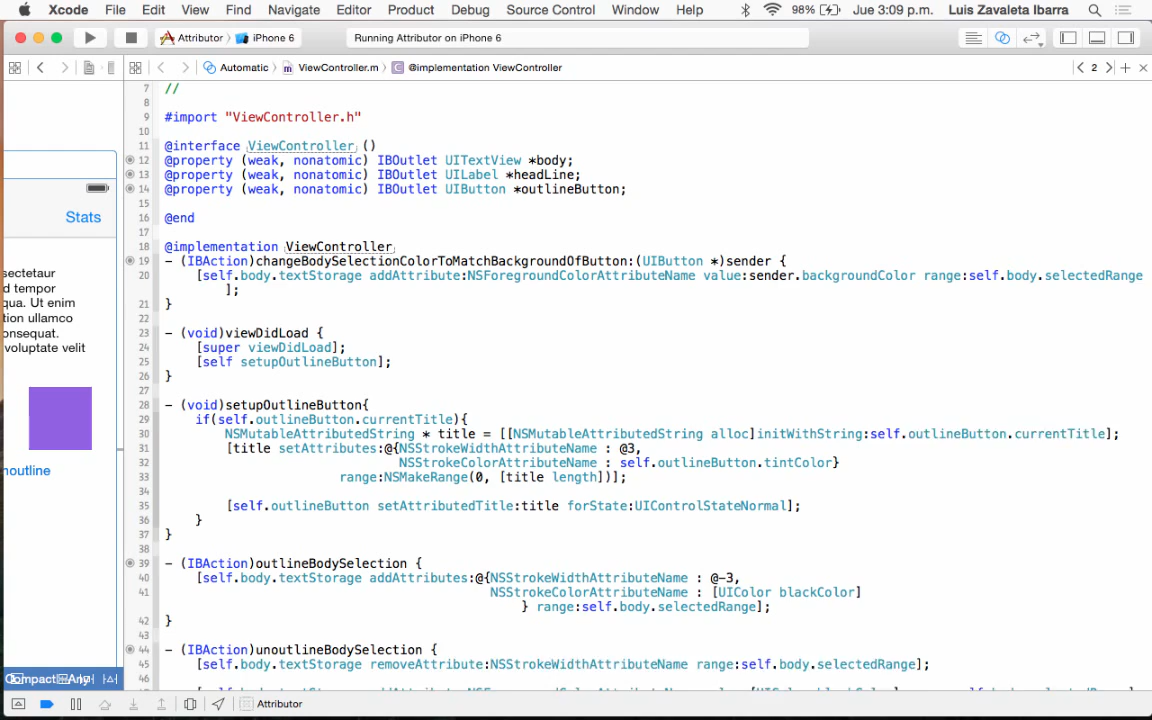 Xcode File Edit View Find Navigate Editor Product Debug Source Control Window Help 98% Jue 3:09 p.m. Luis Zavaleta Ibarra
Attributor iPhone 6 Running Attributor on iPhone 6
Automatic ViewController.m @implementation ViewController 2
Stats
sectetaur
d tempor
qua. Ut enim
tion ullamco
onsequat.
voluptate velit
noutline
7 //
8
9 #import "ViewController.h"
10
11 @interface ViewController ()
12 @property (weak, nonatomic) IBOutlet UITextView *body;
13 @property (weak, nonatomic) IBOutlet UILabel *headLine;
14 @property (weak, nonatomic) IBOutlet UIButton *outlineButton;
15
16 @end
17
18 @implementation ViewController
19 - (IBAction)changeBodySelectionColorToMatchBackgroundOfButton:(UIButton *)sender {
20 [self.body.textStorage addAttribute:NSForegroundColorAttributeName value:sender.backgroundColor range:self.body.selectedRange
];
21 }
22
23 - (void)viewDidLoad {
24 [super viewDidLoad];
25 [self setupOutlineButton];
26 }
27
28 - (void)setupOutlineButton{
29 if(self.outlineButton.currentTitle){
30 NSMutableAttributedString * title = [[NSMutableAttributedString alloc]initWithString:self.outlineButton.currentTitle];
31 [title setAttributes:@{NSStrokeWidthAttributeName : @3,
32 NSStrokeColorAttributeName : self.outlineButton.tintColor}
33 range:NSMakeRange(0, [title length])];
34
35 [self.outlineButton setAttributedTitle:title forState:UIControlStateNormal];
36 }
37 }
38
39 - (IBAction)outlineBodySelection {
40 [self.body.textStorage addAttributes:@{NSStrokeWidthAttributeName : @-3,
41 NSStrokeColorAttributeName : [UIColor blackColor]
} range:self.body.selectedRange];
42 }
43
44 - (IBAction)unoutlineBodySelection {
45 [self.body.textStorage removeAttribute:NSStrokeWidthAttributeName range:self.body.selectedRange];
Attributor